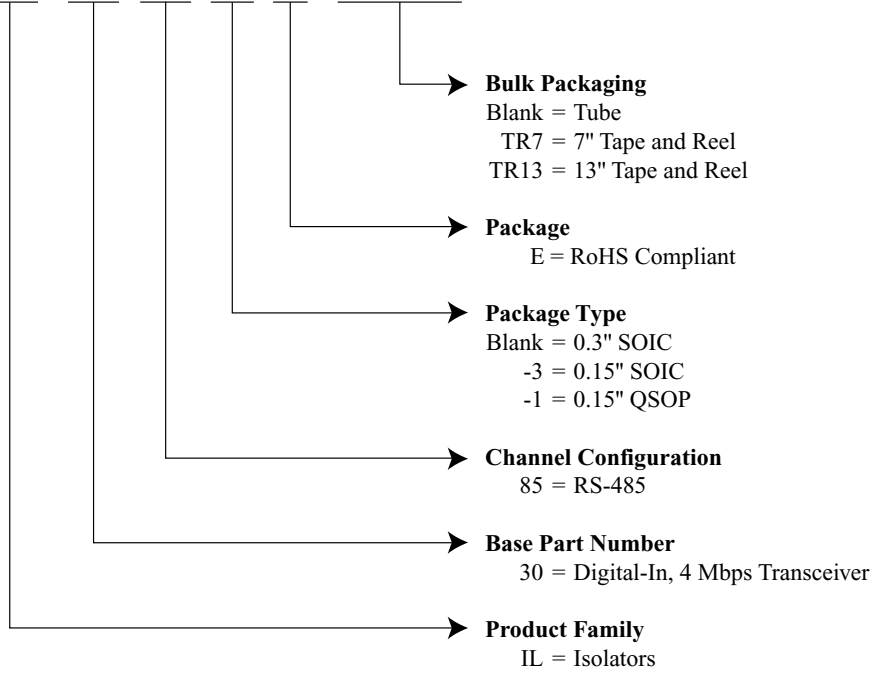 Bulk Packaging
Blank = Tube
TR7 = 7" Tape and Reel
TR13 = 13" Tape and Reel
Package
E = RoHS Compliant
Package Type
Blank = 0.3" SOIC
-3 = 0.15" SOIC
-1 = 0.15" QSOP
Channel Configuration
85 = RS-485
Base Part Number
30 = Digital-In, 4 Mbps Transceiver
Product Family
IL = Isolators